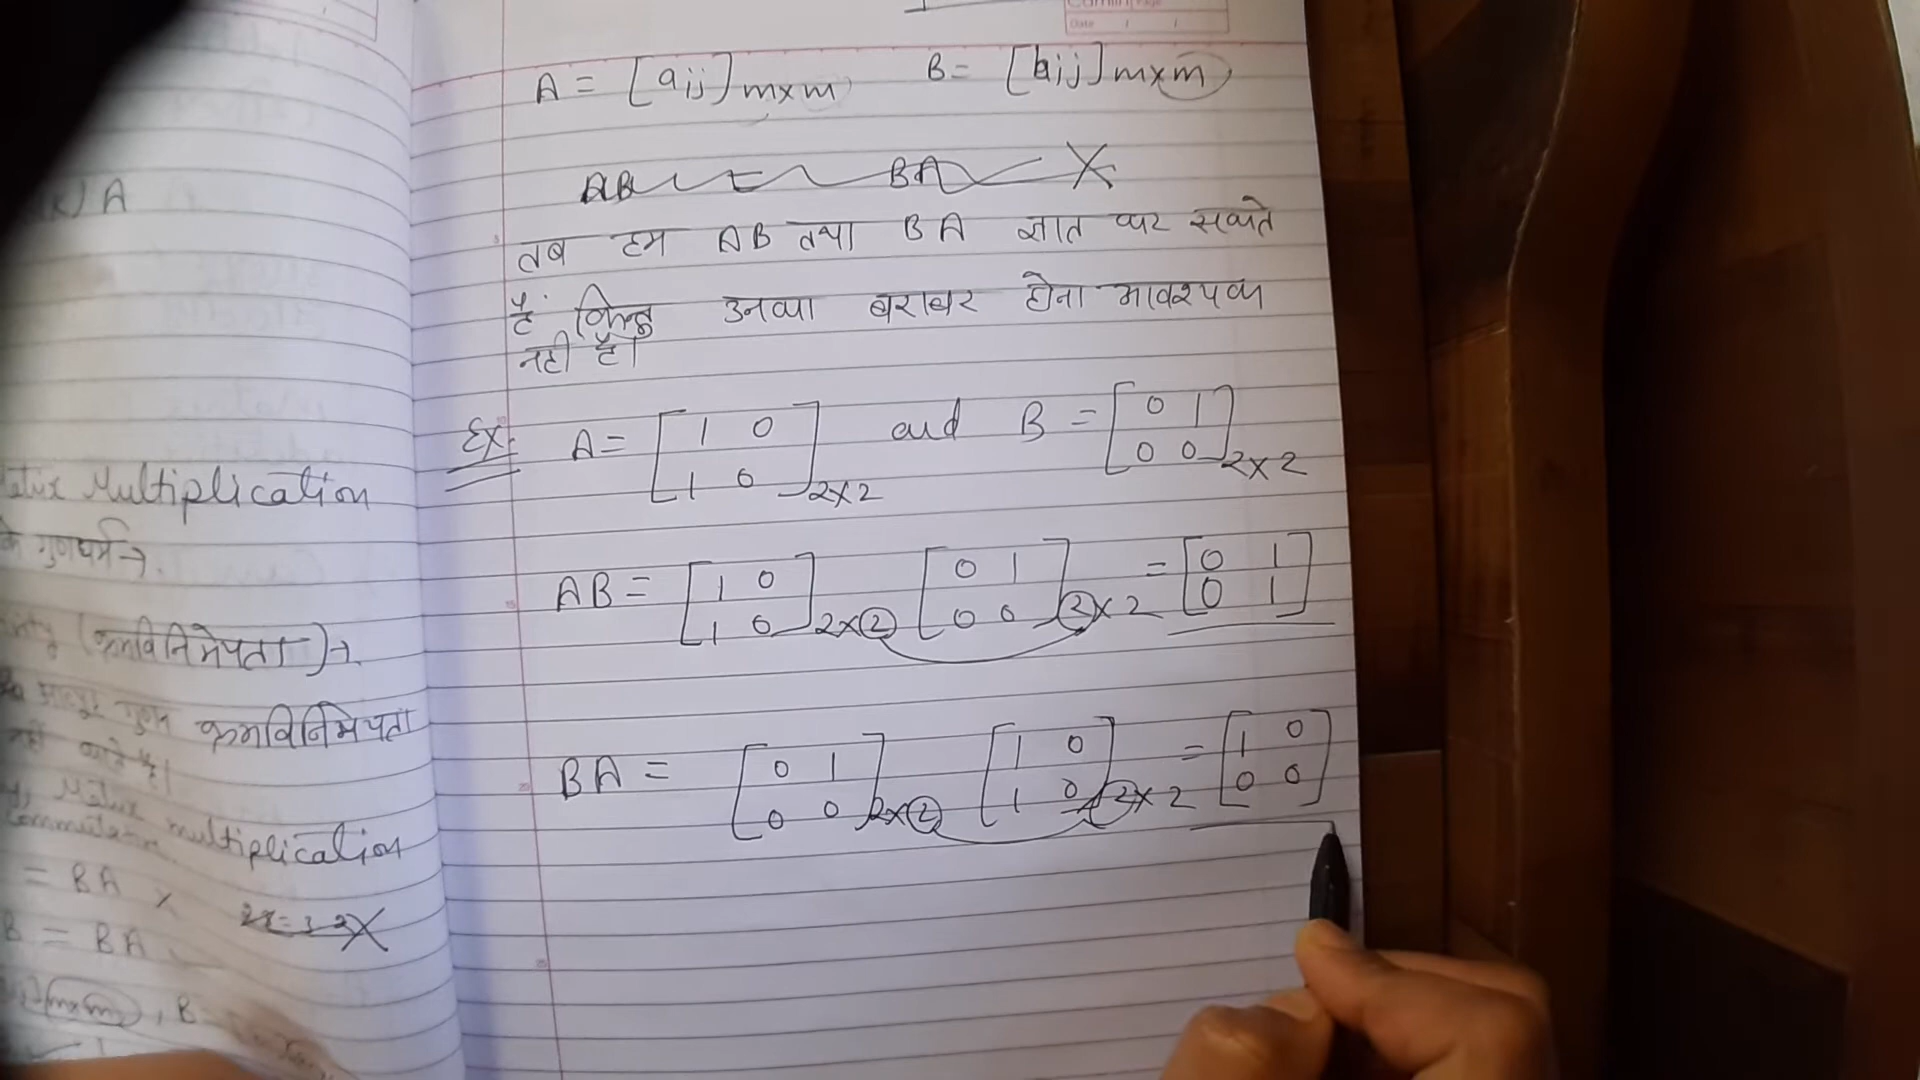 Date / /
A = [aij] m×m B = [bij] m×m
AB = BA X
तब हम AB तथा BA ज्ञात कर सकते
हैं किन्तु उनका बराबर होना आवश्यक
नही है।
Ex:- A = [1 0 and B = [0 1
1 0] 2×2 0 0] 2×2
AB = [1 0 [0 1 = [0 1
1 0] 2×2 0 0] 2×2 0 1]
BA = [0 1 [1 0 = [1 0
0 0] 2×2 1 0] 2×2 0 0]
A
Multiplication
के गुणधर्म →
(क्रमविनिमेयता) →
क्रमविनिमेयता
Matrix multiplication
= BA X
B = BA
m×m, B